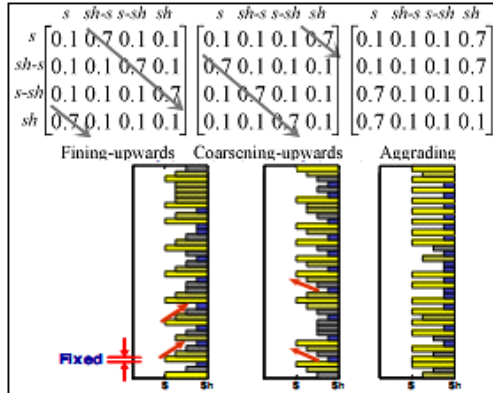 s sh-s s-sh sh s sh-s s-sh sh s sh-s s-sh sh
s 0.1 0.7 0.1 0.1 0.1 0.1 0.1 0.7 0.1 0.1 0.1 0.7
sh-s 0.1 0.1 0.7 0.1 0.7 0.1 0.1 0.1 0.1 0.1 0.1 0.7
s-sh 0.1 0.1 0.1 0.7 0.1 0.7 0.1 0.1 0.7 0.1 0.1 0.1
sh 0.7 0.1 0.1 0.1 0.1 0.1 0.7 0.1 0.7 0.1 0.1 0.1
Fining-upwards Coarsening-upwards Aggrading
Fixed
s Sh s Sh s Sh